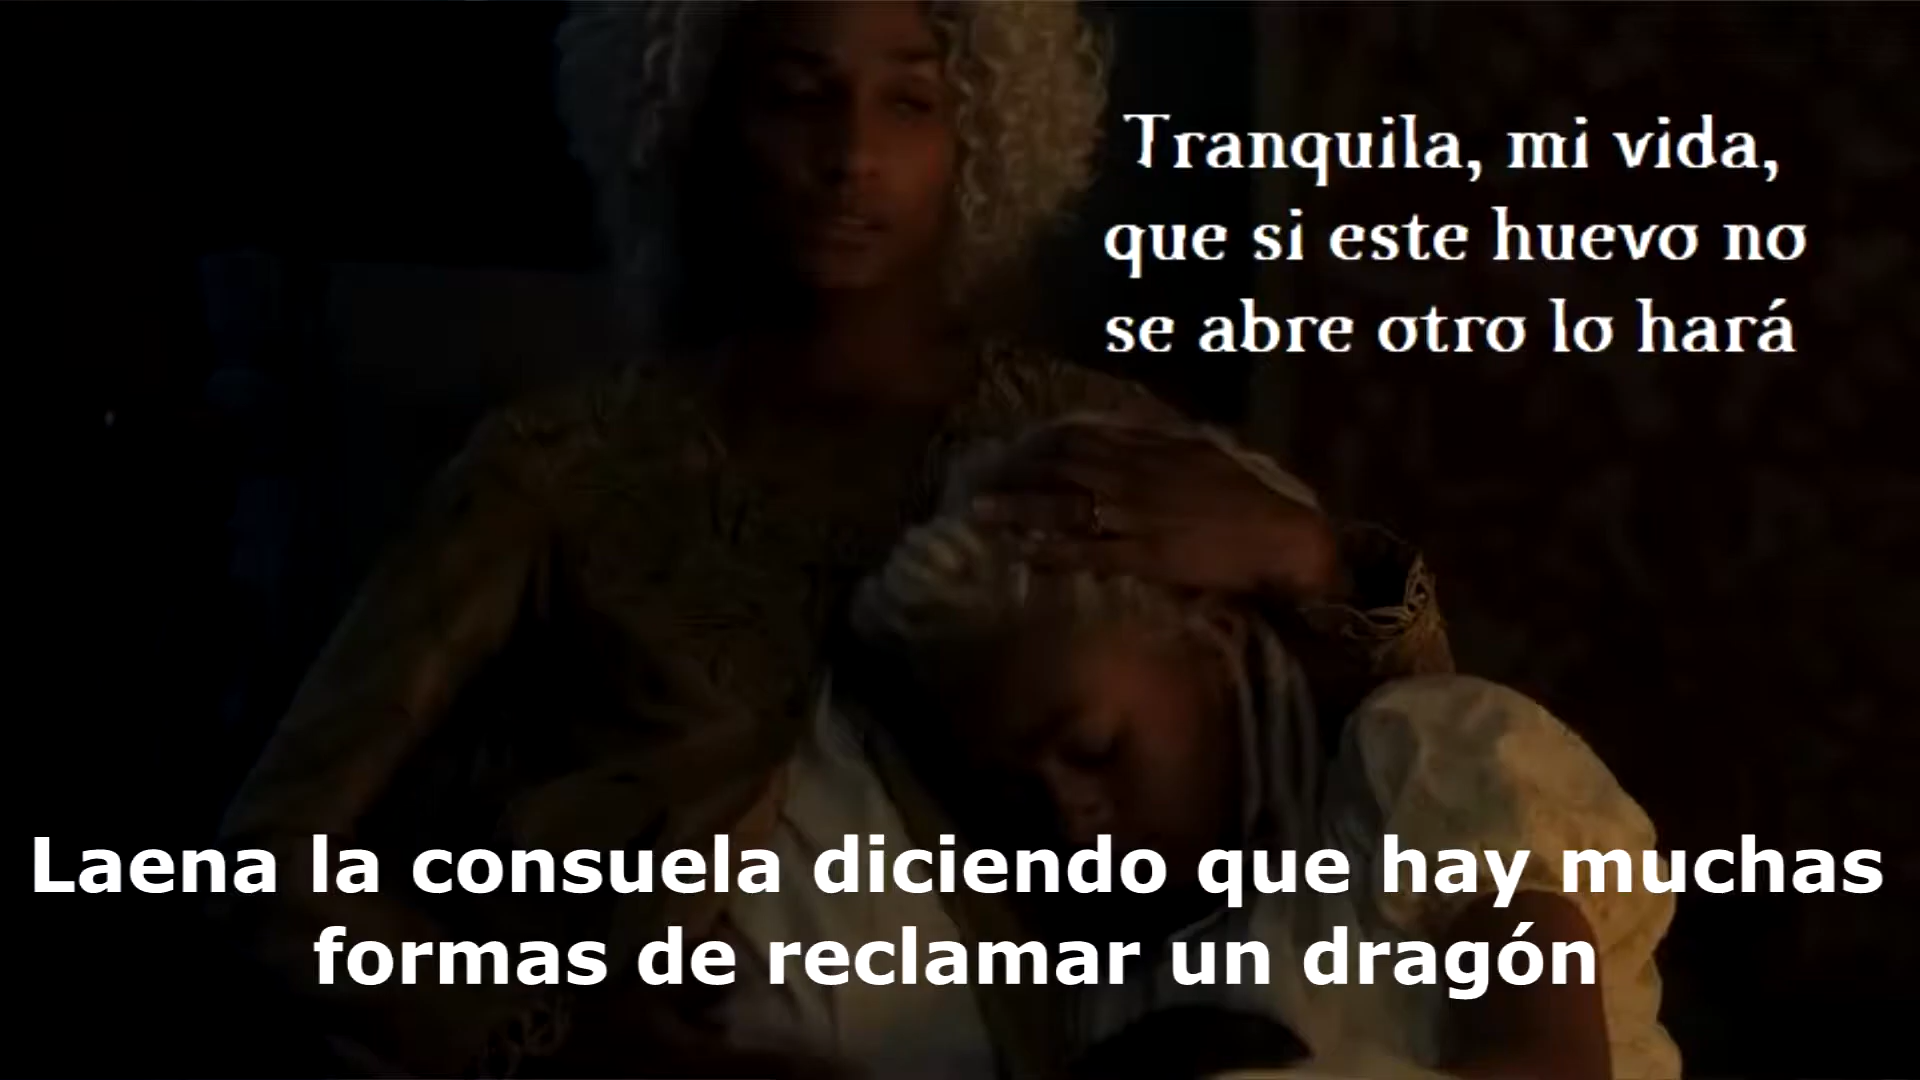 Tranquila, mi vida,
que si este huevo no
se abre otro lo hará
Laena la consuela diciendo que hay muchas
formas de reclamar un dragón